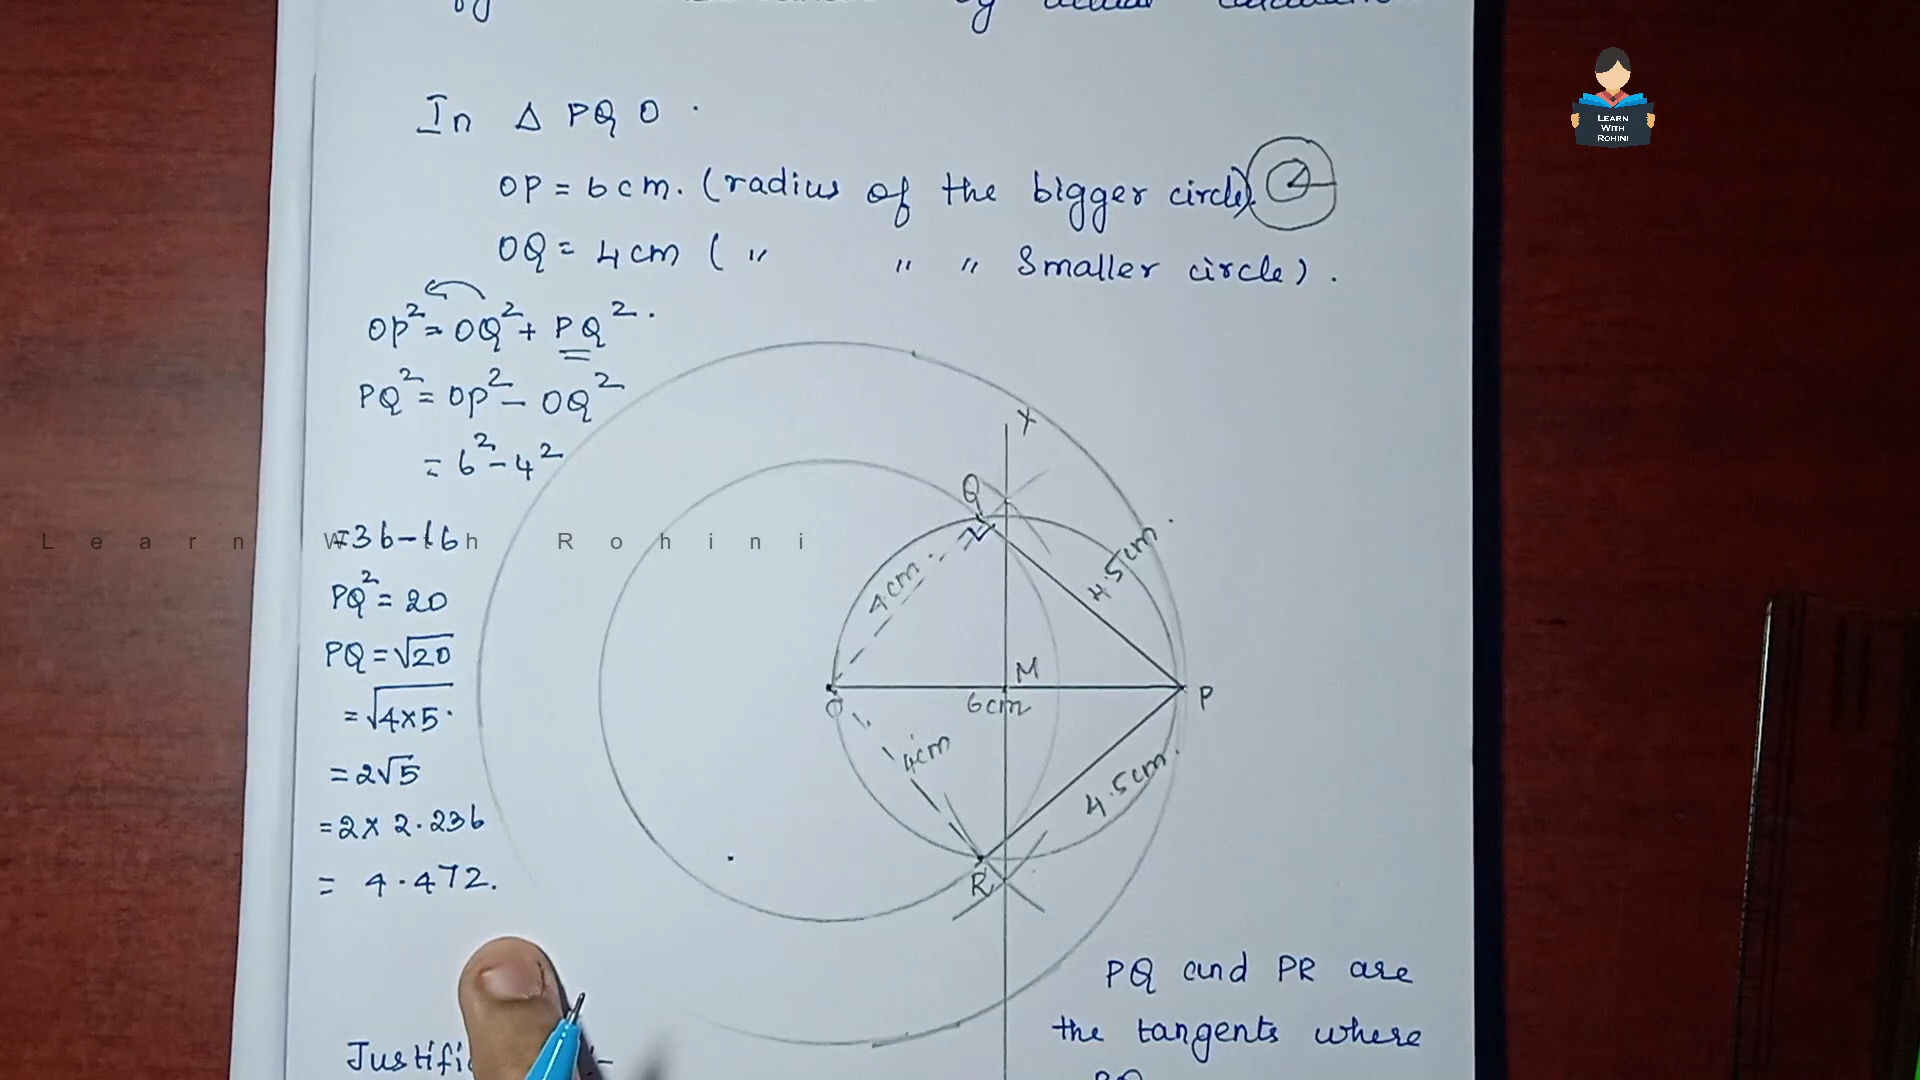 by actual
In Δ PQO.
OP = 6cm. (radius of the bigger circle).
OQ = 4cm ( " " " Smaller circle).
OP² = OQ² + PQ².
PQ² = OP² - OQ²
= 6² - 4²
= 36 - 16
PQ² = 20
PQ = √20
= √4×5.
= 2√5
= 2 × 2.236
= 4.472.
Y
Q
4cm.
4.5cm.
M
O
6cm
P
4cm
4.5cm.
R
PQ and PR are
the tangents where
Learn With Rohini
LEARN
WITH
ROHINI